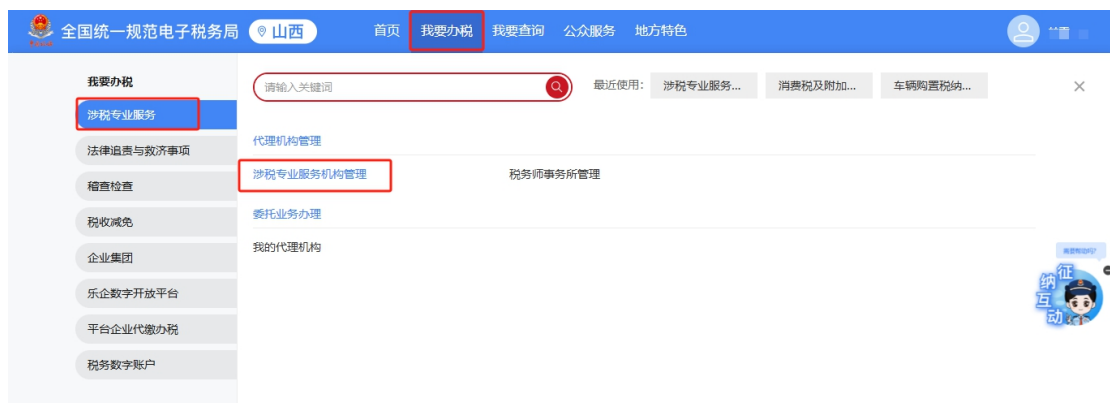 全国统一规范电子税务局 山西 首页 我要办税 我要查询 公众服务 地方特色
我要办税
请输入关键词 最近使用: 涉税专业服务... 消费税及附加... 车辆购置税纳...
涉税专业服务
法律追责与救济事项
稽查检查
税收减免
企业集团
乐企数字开放平台
平台企业代缴办税
税务数字账户
代理机构管理
涉税专业服务机构管理 税务师事务所管理
委托业务办理
我的代理机构
征纳互动